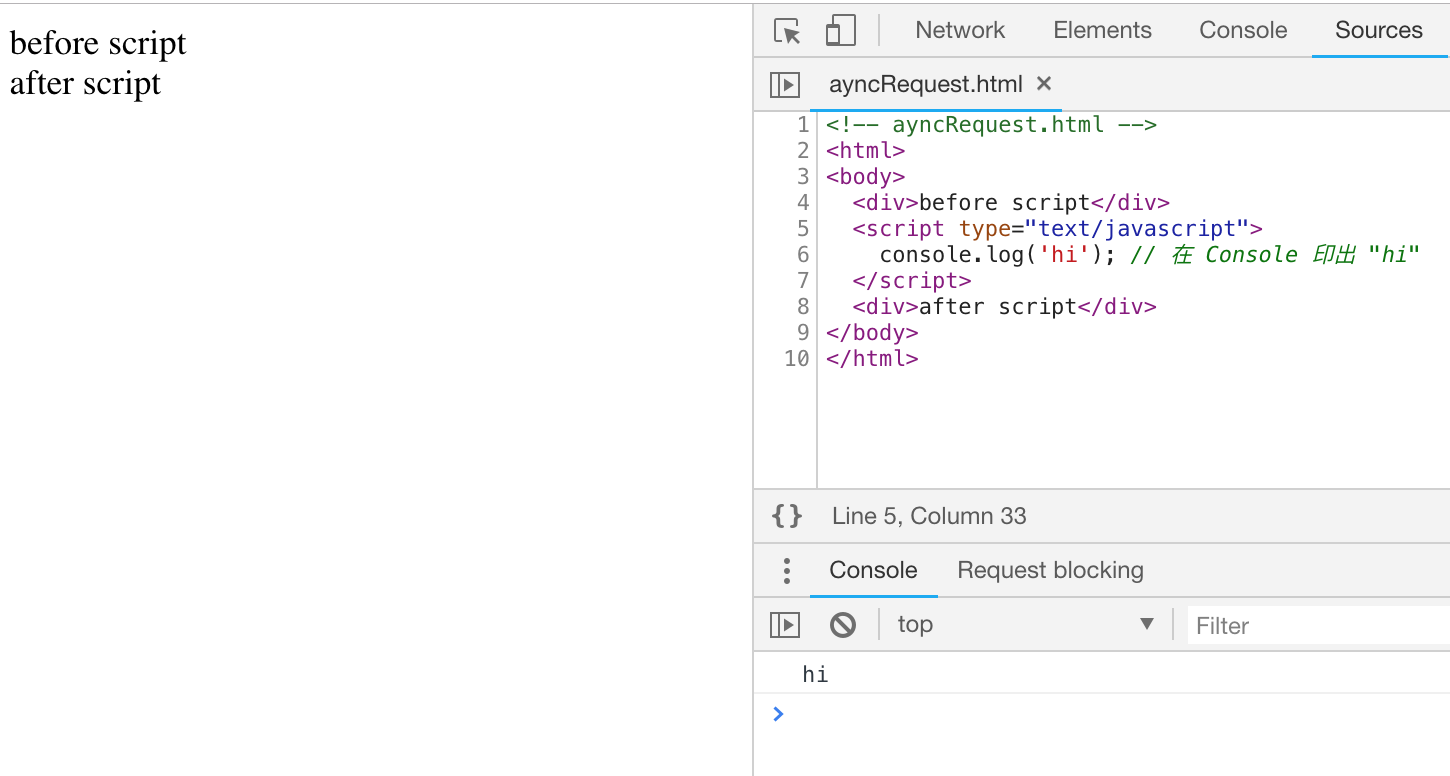 before script
after script
Network Elements Console Sources
ayncRequest.html ×
1 <!-- ayncRequest.html -->
2 <html>
3 <body>
4 <div>before script</div>
5 <script type="text/javascript">
6 console.log('hi'); // 在 Console 印出 "hi"
7 </script>
8 <div>after script</div>
9 </body>
10 </html>
{} Line 5, Column 33
Console Request blocking
top ▼ Filter
hi
>